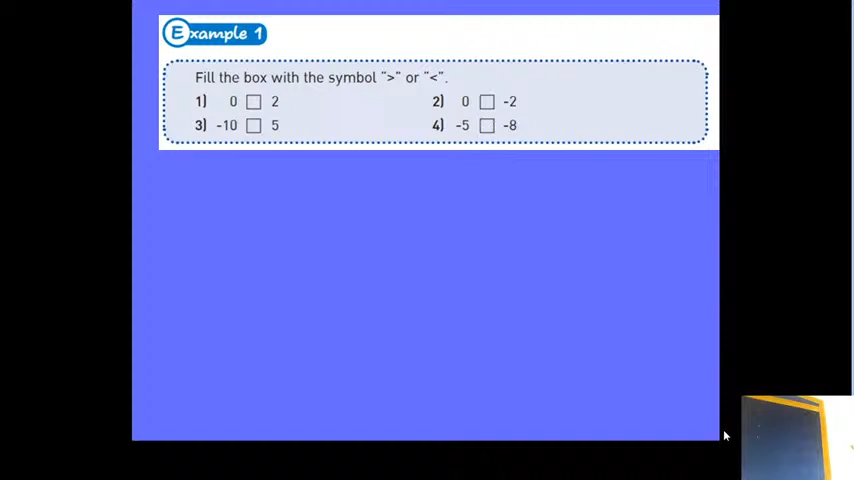 Example 1
Fill the box with the symbol ">" or "<".
1) 0 □ 2 2) 0 □ -2
3) -10 □ 5 4) -5 □ -8